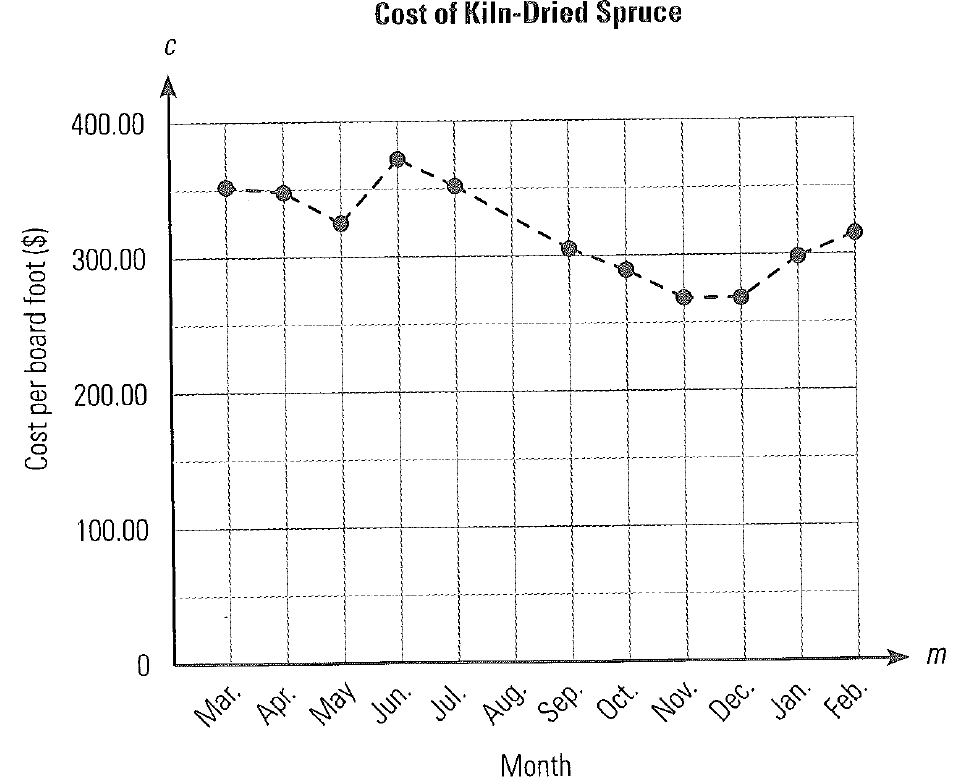 Cost of Kiln-Dried Spruce
c
400.00
300.00
200.00
100.00
0
Cost per board foot ($)
m
Mar. Apr. May Jun. Jul. Aug. Sep. Oct. Nov. Dec. Jan. Feb.
Month